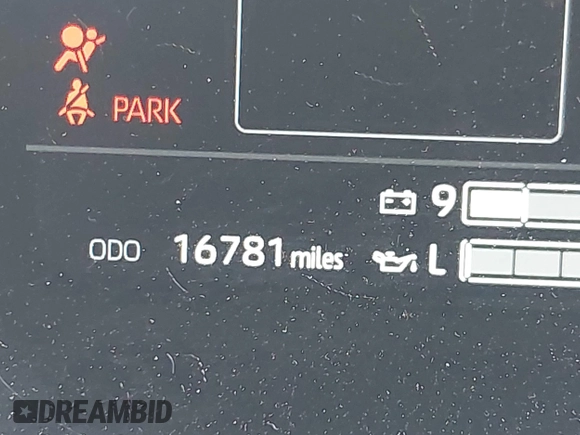 PARK
9
ODO 16781 miles L
DREAMBID